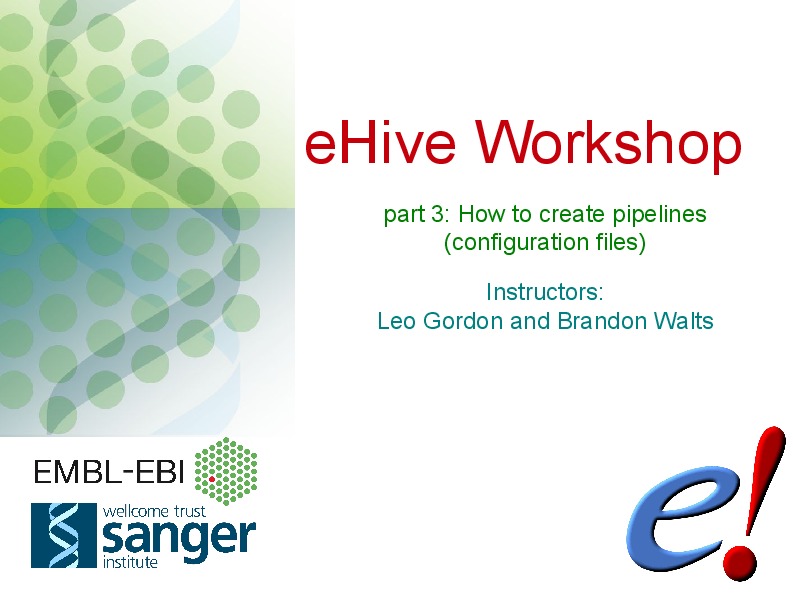 eHive Workshop
part 3: How to create pipelines
(configuration files)
Instructors:
Leo Gordon and Brandon Walts
EMBL-EBI
wellcome trust
sanger
institute
e!